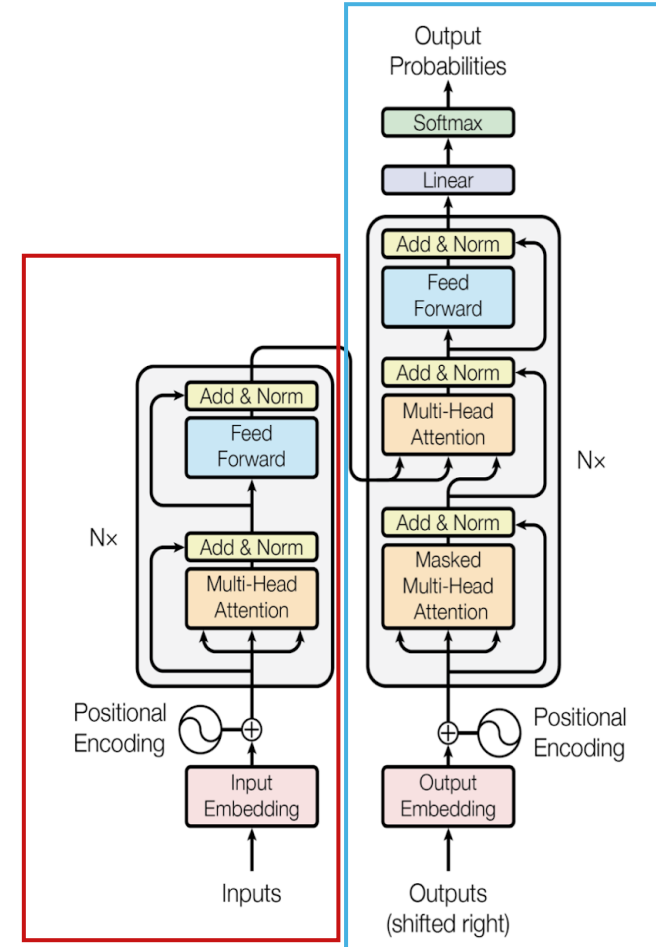 Output
Probabilities
Softmax
Linear
Add & Norm
Feed
Forward
Add & Norm
Multi-Head
Attention
Nx
Add & Norm
Masked
Multi-Head
Attention
Positional
Encoding
Output
Embedding
Outputs
(shifted right)
Add & Norm
Feed
Forward
Nx
Add & Norm
Multi-Head
Attention
Positional
Encoding
Input
Embedding
Inputs